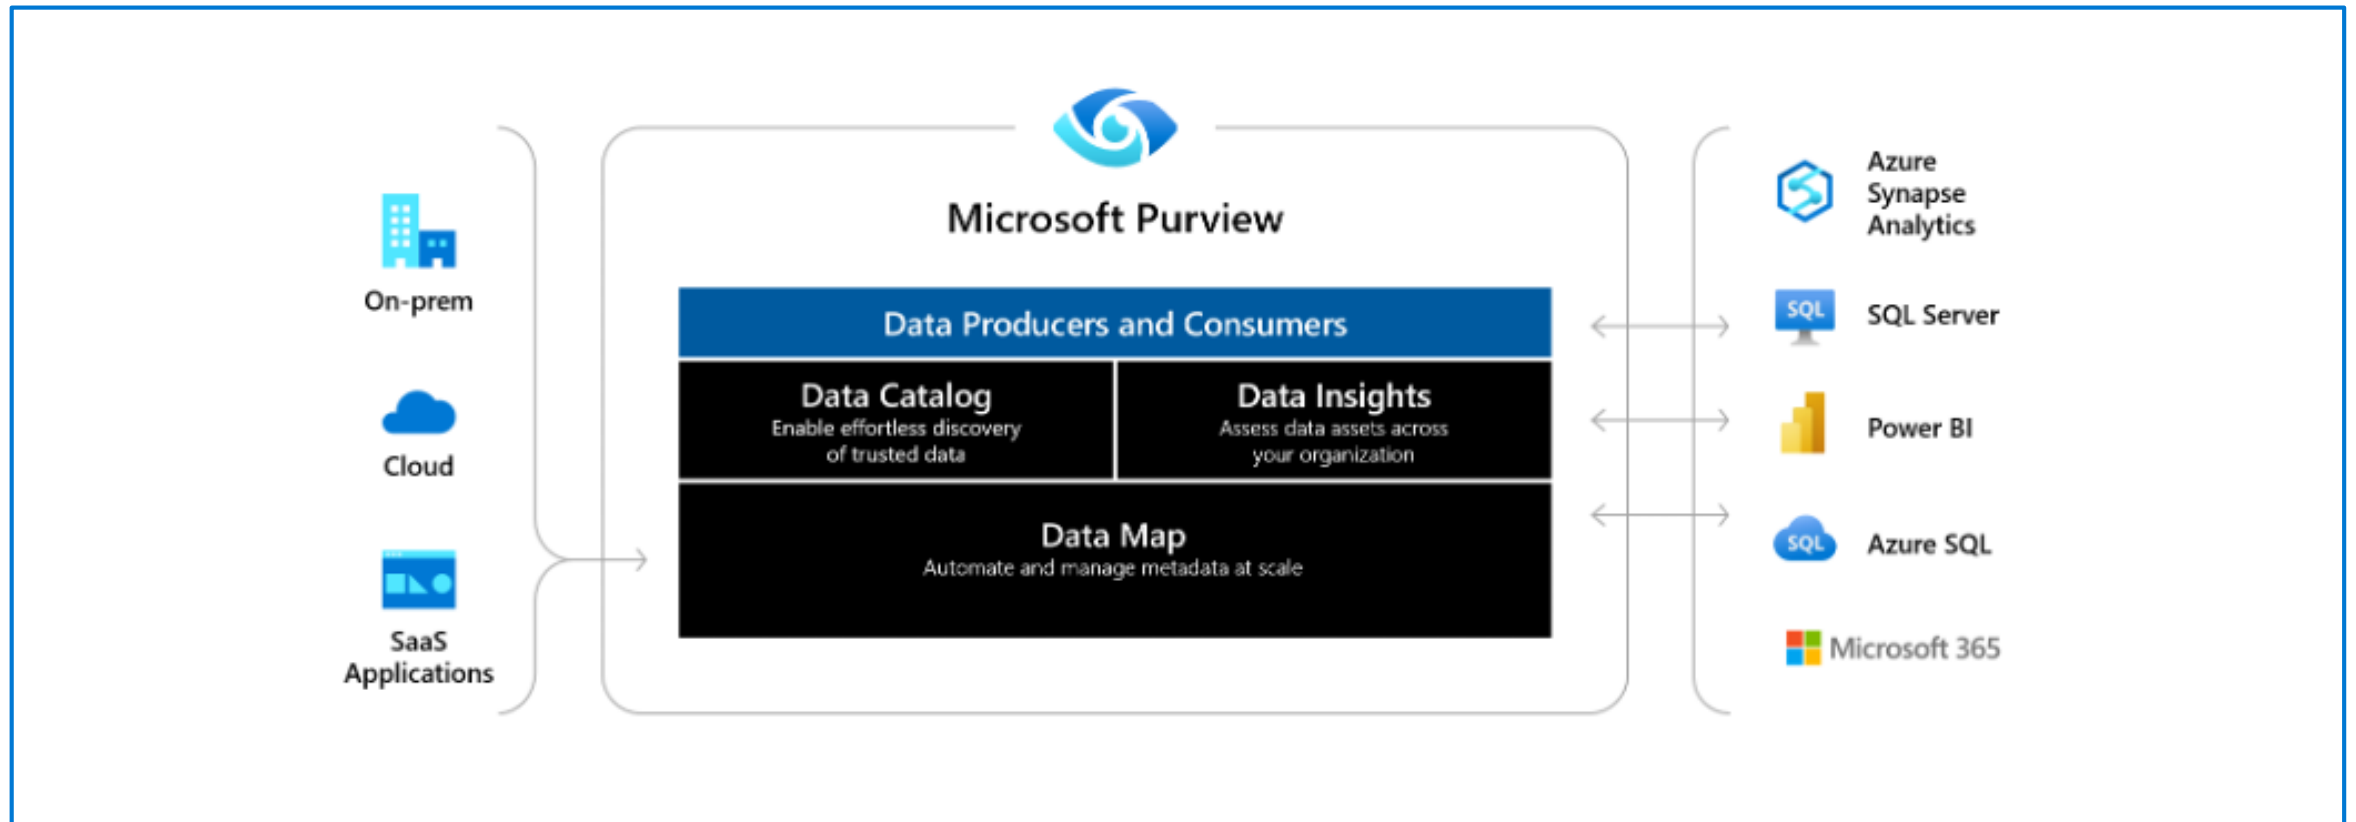 On-prem
Cloud
SaaS
Applications
Microsoft Purview
Data Producers and Consumers
Data Catalog
Enable effortless discovery
of trusted data
Data Insights
Assess data assets across
your organization
Data Map
Automate and manage metadata at scale
Azure
Synapse
Analytics
SQL
SQL Server
Power BI
SQL
Azure SQL
Microsoft 365